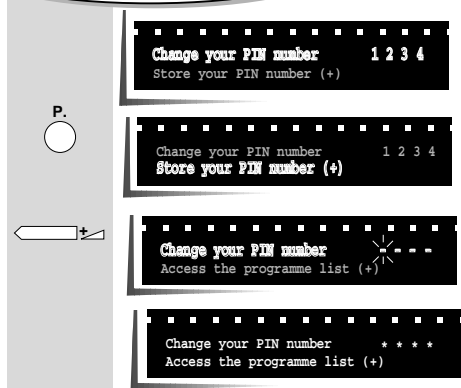 Change your PIN number 1 2 3 4
Store your PIN number (+)
P.
Change your PIN number 1 2 3 4
Store your PIN number (+)
+
Change your PIN number - - - -
Access the programme list (+)
Change your PIN number * * * *
Access the programme list (+)